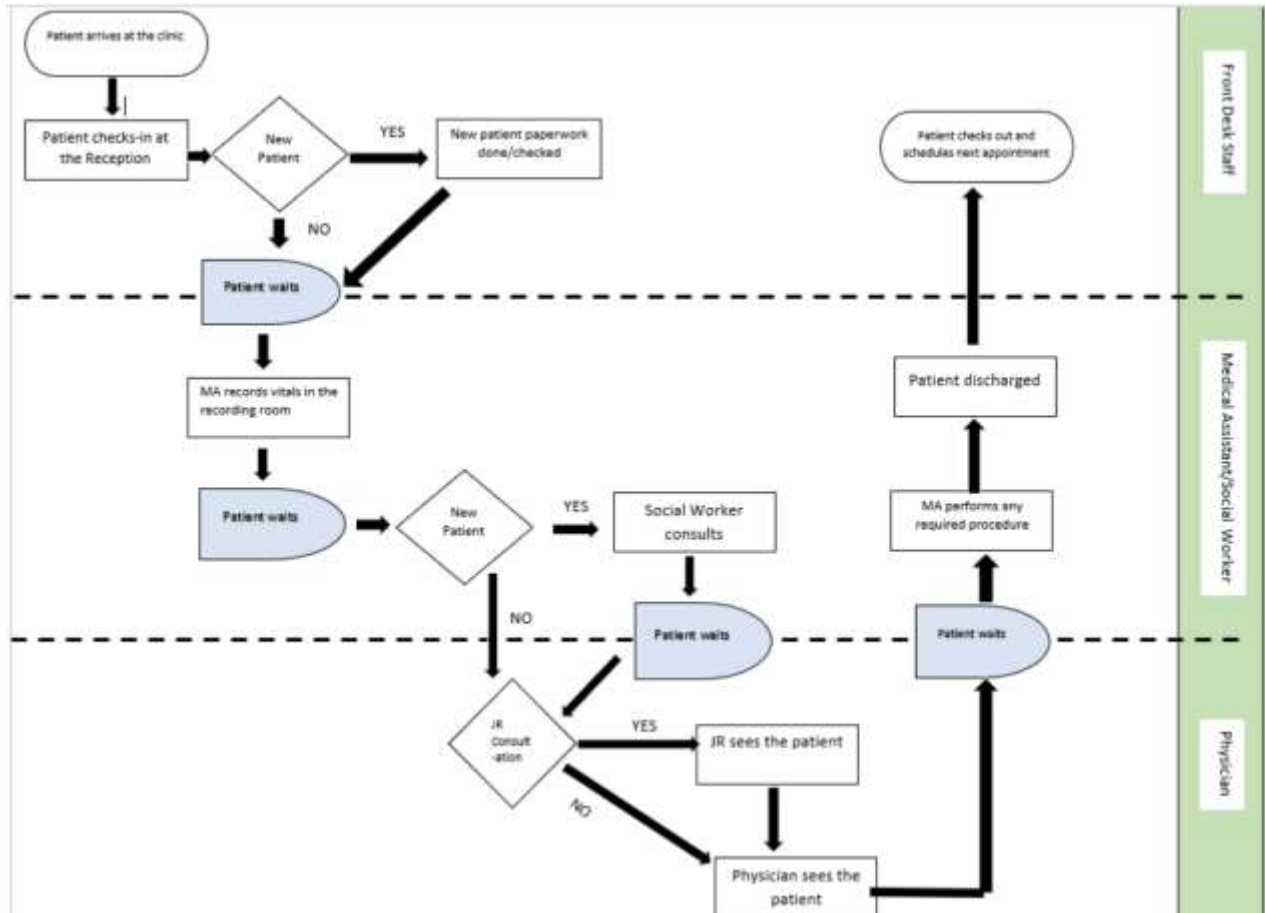 Patient arrives at the clinic
Patient checks-in at
the Reception
New
Patient
YES
New patient paperwork
done/checked
NO
Patient waits
MA records vitals in the
recording room
Patient waits
New
Patient
YES
Social Worker
consults
NO
Patient waits
JR
Consult
-ation
YES
JR sees the patient
NO
Physician sees the
patient
Patient waits
MA performs any
required procedure
Patient discharged
Patient checks out and
schedules next appointment
Front Desk Staff
Medical Assistant/Social Worker
Physician